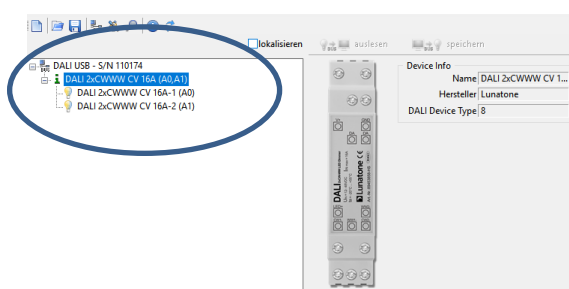 lokalisieren
auslesen
speichern
DALI USB - S/N 110174
DALI 2xCWWW CV 16A (A0,A1)
DALI 2xCWWW CV 16A-1 (A0)
DALI 2xCWWW CV 16A-2 (A1)
Device Info
Name DALI 2xCWWW CV 1...
Hersteller Lunatone
DALI Device Type 8
DALI
Lunatone CE